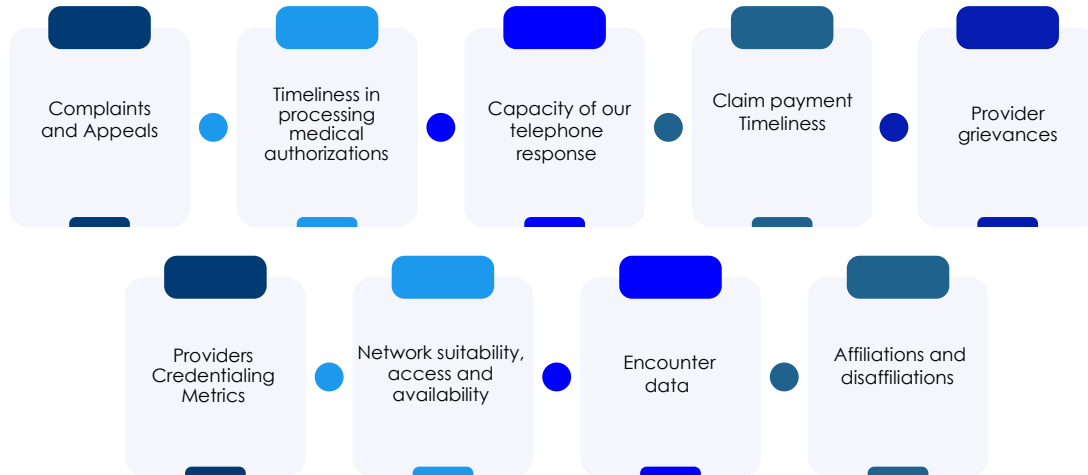 Complaints
and Appeals
Timeliness in
processing
medical
authorizations
Capacity of our
telephone
response
Claim payment
Timeliness
Provider
grievances
Providers
Credentialing
Metrics
Network suitability,
access and
availability
Encounter
data
Affiliations and
disaffiliations